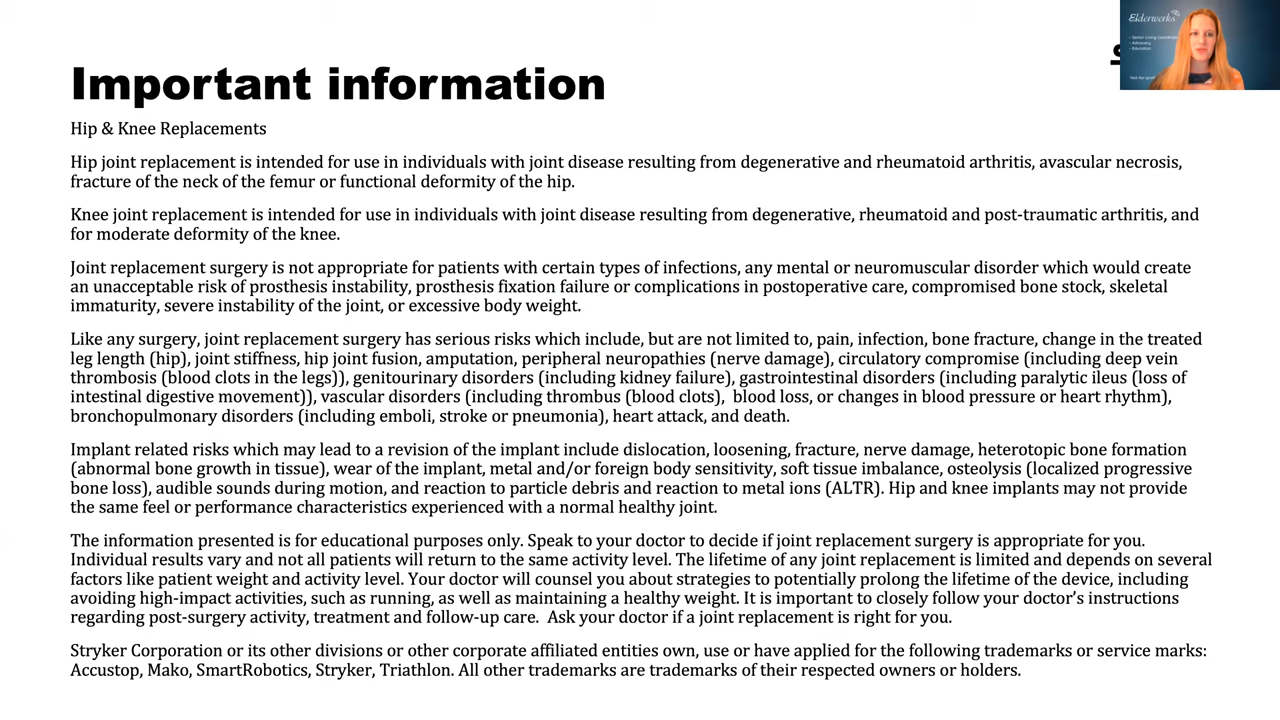 Elderwerks
- Senior Living
- Advocacy
- Education
Important information
Hip & Knee Replacements
Hip joint replacement is intended for use in individuals with joint disease resulting from degenerative and rheumatoid arthritis, avascular necrosis,
fracture of the neck of the femur or functional deformity of the hip.
Knee joint replacement is intended for use in individuals with joint disease resulting from degenerative, rheumatoid and post-traumatic arthritis, and
for moderate deformity of the knee.
Joint replacement surgery is not appropriate for patients with certain types of infections, any mental or neuromuscular disorder which would create
an unacceptable risk of prosthesis instability, prosthesis fixation failure or complications in postoperative care, compromised bone stock, skeletal
immaturity, severe instability of the joint, or excessive body weight.
Like any surgery, joint replacement surgery has serious risks which include, but are not limited to, pain, infection, bone fracture, change in the treated
leg length (hip), joint stiffness, hip joint fusion, amputation, peripheral neuropathies (nerve damage), circulatory compromise (including deep vein
thrombosis (blood clots in the legs)), genitourinary disorders (including kidney failure), gastrointestinal disorders (including paralytic ileus (loss of
intestinal digestive movement)), vascular disorders (including thrombus (blood clots), blood loss, or changes in blood pressure or heart rhythm),
bronchopulmonary disorders (including emboli, stroke or pneumonia), heart attack, and death.
Implant related risks which may lead to a revision of the implant include dislocation, loosening, fracture, nerve damage, heterotopic bone formation
(abnormal bone growth in tissue), wear of the implant, metal and/or foreign body sensitivity, soft tissue imbalance, osteolysis (localized progressive
bone loss), audible sounds during motion, and reaction to particle debris and reaction to metal ions (ALTR). Hip and knee implants may not provide
the same feel or performance characteristics experienced with a normal healthy joint.
The information presented is for educational purposes only. Speak to your doctor to decide if joint replacement surgery is appropriate for you.
Individual results vary and not all patients will return to the same activity level. The lifetime of any joint replacement is limited and depends on several
factors like patient weight and activity level. Your doctor will counsel you about strategies to potentially prolong the lifetime of the device, including
avoiding high-impact activities, such as running, as well as maintaining a healthy weight. It is important to closely follow your doctor's instructions
regarding post-surgery activity, treatment and follow-up care. Ask your doctor if a joint replacement is right for you.
Stryker Corporation or its other divisions or other corporate affiliated entities own, use or have applied for the following trademarks or service marks:
Accustop, Mako, SmartRobotics, Stryker, Triathlon. All other trademarks are trademarks of their respected owners or holders.